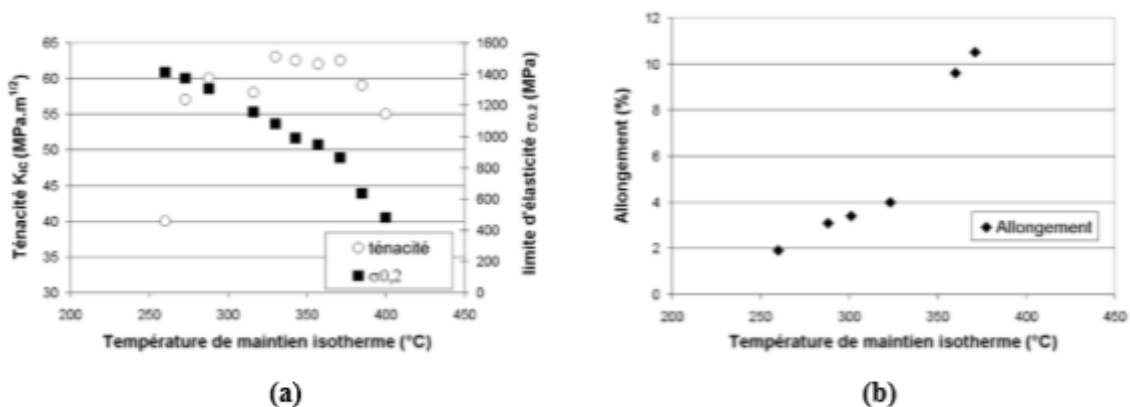 65
60
55
50
45
40
35
30
Ténacité K_IC (MPa.m^1/2)
1600
1400
1200
1000
800
600
400
200
0
limite d'élasticité σ0,2 (MPa)
ténacité
σ0,2
200 250 300 350 400 450
Température de maintien isotherme (°C)
(a)
12
10
8
6
4
2
0
Allongement (%)
Allongement
200 250 300 350 400 450
Température de maintien isotherme (°C)
(b)